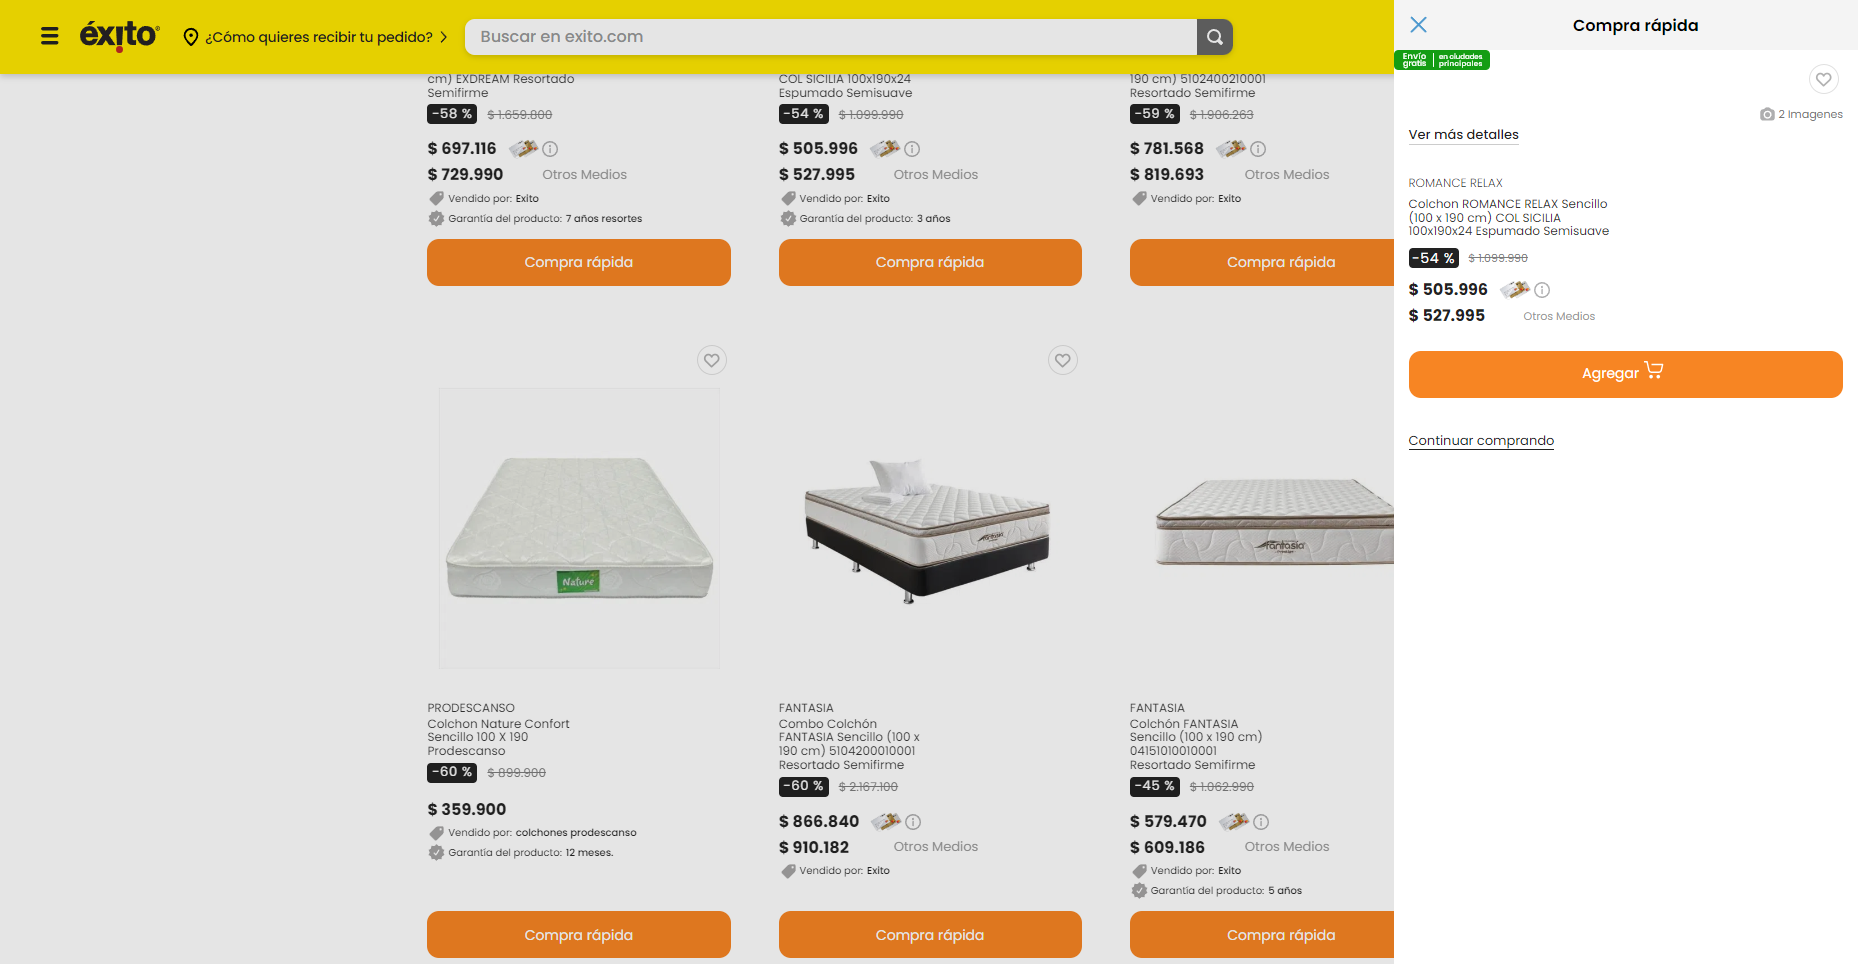 éxito
¿Cómo quieres recibir tu pedido?
Buscar en exito.com
cm) EXDREAM Resortado
Semifirme
-58 % $ 1.659.800
$ 697.116
$ 729.990 Otros Medios
Vendido por: Exito
Garantía del producto: 7 años resortes
Compra rápida
COL SICILIA 100x190x24
Espumado Semisuave
-54 % $ 1.099.990
$ 505.996
$ 527.995 Otros Medios
Vendido por: Exito
Garantía del producto: 3 años
Compra rápida
190 cm) 5102400210001
Resortado Semifirme
-59 % $ 1.906.263
$ 781.568
$ 819.693 Otros Medios
Vendido por: Exito
Compra rápida
Nature
PRODESCANSO
Colchon Nature Confort
Sencillo 100 X 190
Prodescanso
-60 % $ 899.900
$ 359.900
Vendido por: colchones prodescanso
Garantía del producto: 12 meses.
Compra rápida
fantasia
FANTASIA
Combo Colchón
FANTASIA Sencillo (100 x
190 cm) 5104200010001
Resortado Semifirme
-60 % $ 2.167.100
$ 866.840
$ 910.182 Otros Medios
Vendido por: Exito
Compra rápida
fantasia
FANTASIA
Colchón FANTASIA
Sencillo (100 x 190 cm)
04151010010001
Resortado Semifirme
-45 % $ 1.062.990
$ 579.470
$ 609.186 Otros Medios
Vendido por: Exito
Garantía del producto: 5 años
Compra rápida
Compra rápida
Envío gratis en ciudades principales
2 Imagenes
Ver más detalles
ROMANCE RELAX
Colchon ROMANCE RELAX Sencillo
(100 x 190 cm) COL SICILIA
100x190x24 Espumado Semisuave
-54 % $ 1.099.990
$ 505.996
$ 527.995 Otros Medios
Agregar
Continuar comprando